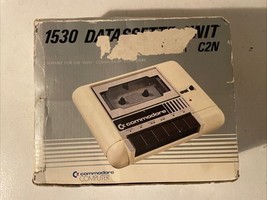 1530 DATASSETTE UNIT
C2N
commodore
commodore
COMPUTER